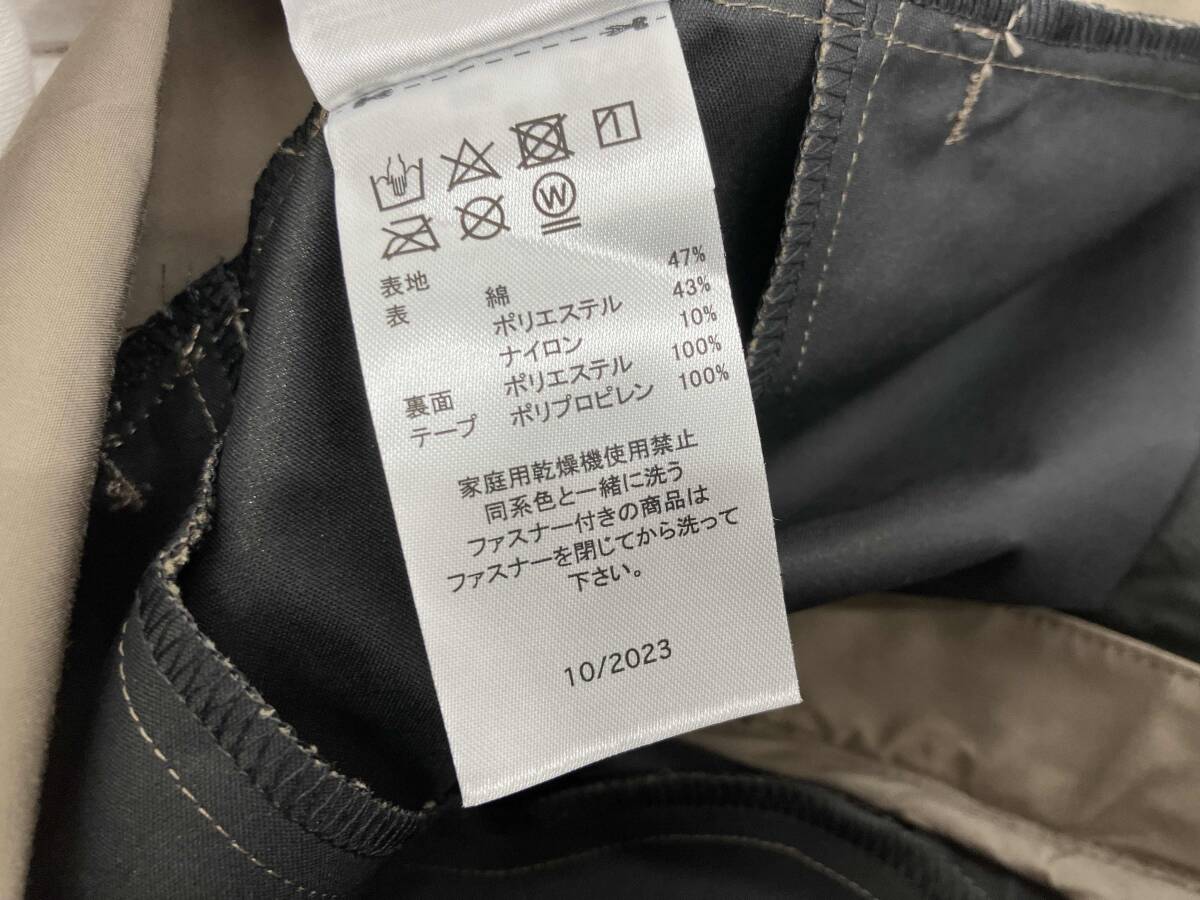 W
表地
表 綿 47%
ポリエステル 43%
ナイロン 10%
裏面 ポリエステル 100%
テープ ポリプロピレン 100%
家庭用乾燥機使用禁止
同系色と一緒に洗う
ファスナー付きの商品は
ファスナーを閉じてから洗って
下さい。
10/2023